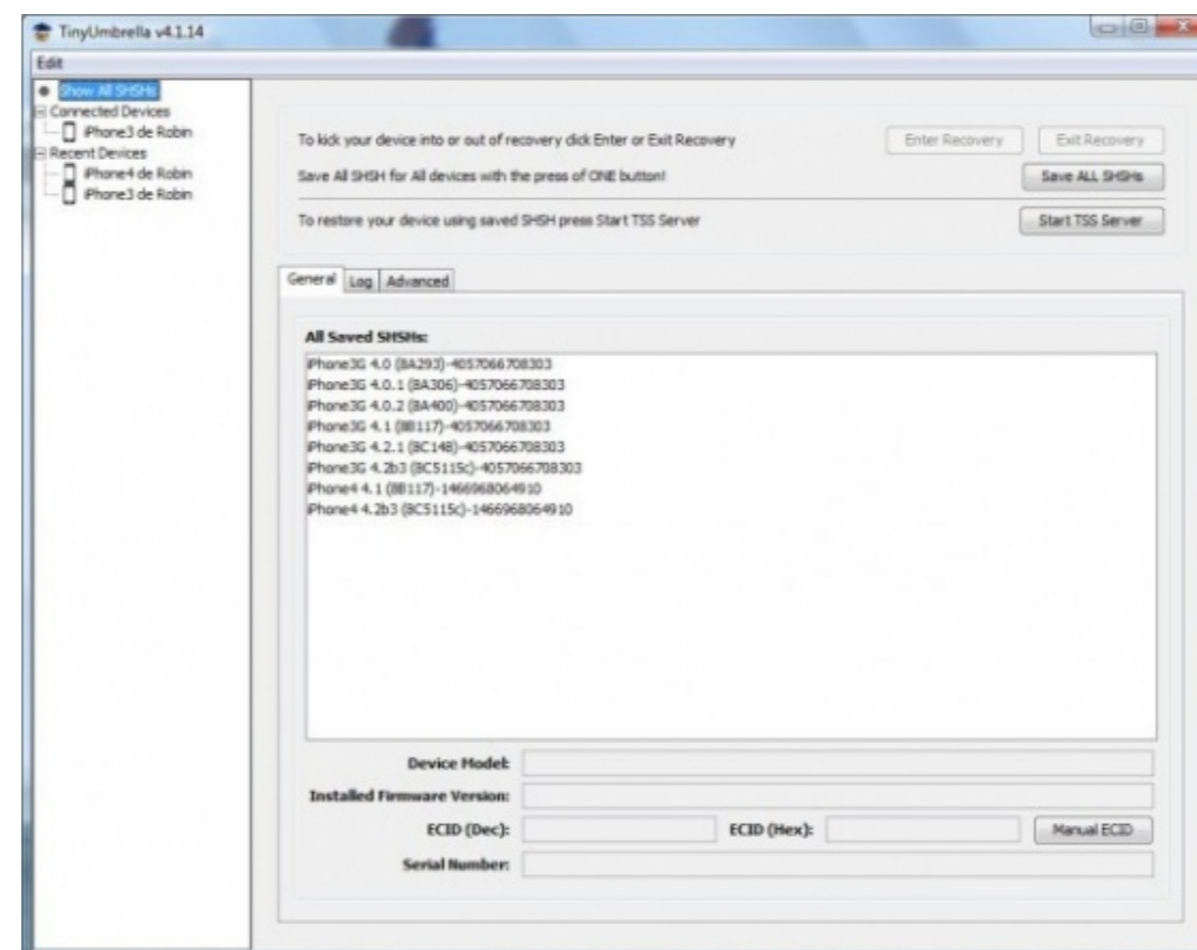 TinyUmbrella v4.1.14
Edit
Show All SHSHs
Connected Devices
iPhone3 de Robin
Recent Devices
iPhone4 de Robin
iPhone3 de Robin
To kick your device into or out of recovery click Enter or Exit Recovery
Enter Recovery
Exit Recovery
Save All SHSH for All devices with the press of ONE button!
Save ALL SHSHs
To restore your device using saved SHSH press Start TSS Server
Start TSS Server
General Log Advanced
All Saved SHSHs:
iPhone3G 4.0 (8A293)-4057066708303
iPhone3G 4.0.1 (8A306)-4057066708303
iPhone3G 4.0.2 (8A400)-4057066708303
iPhone3G 4.1 (8B117)-4057066708303
iPhone3G 4.2.1 (8C148)-4057066708303
iPhone3G 4.2b3 (8C5115c)-4057066708303
iPhone4 4.1 (8B117)-1466968064910
iPhone4 4.2b3 (8C5115c)-1466968064910
Device Model:
Installed Firmware Version:
ECID (Dec): ECID (Hex): Manual ECID
Serial Number: